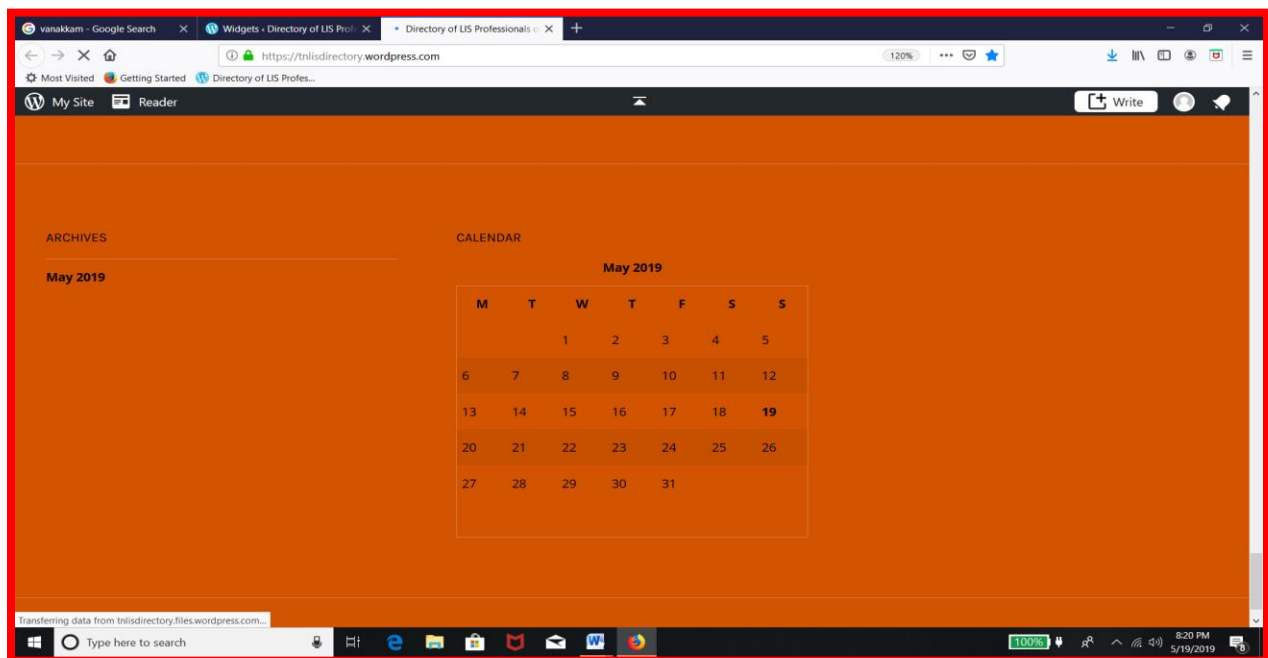 vanakkam - Google Search
Widgets ‹ Directory of LIS Prof
Directory of LIS Professionals o
https://tnlisdirectory.wordpress.com
120%
Most Visited Getting Started Directory of LIS Profes...
My Site Reader Write
ARCHIVES
May 2019
CALENDAR
May 2019
M T W T F S S
1 2 3 4 5
6 7 8 9 10 11 12
13 14 15 16 17 18 19
20 21 22 23 24 25 26
27 28 29 30 31
Transferring data from tnlisdirectory.files.wordpress.com...
Type here to search
100%
8:20 PM
5/19/2019
8